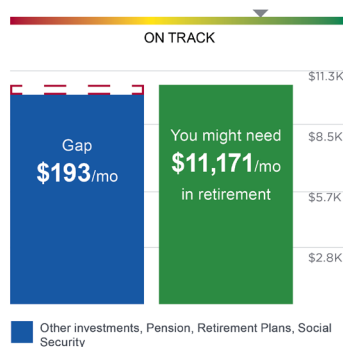 ON TRACK
$11.3K
$8.5K
$5.7K
$2.8K
Gap
$193/mo
You might need
$11,171/mo
in retirement
Other investments, Pension, Retirement Plans, Social
Security